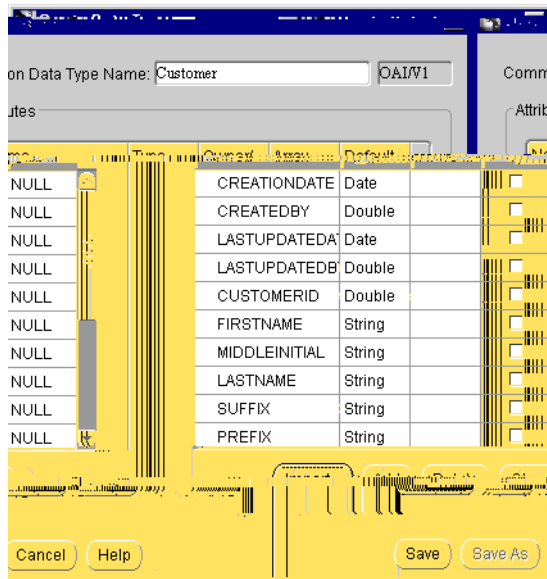 on Data Type Name: Customer OAI/V1 Comm
utes Attrib
Type Owner/ Array Default
NULL CREATIONDATE Date
NULL CREATEDBY Double
NULL LASTUPDATEDA Date
NULL LASTUPDATEDB Double
NULL CUSTOMERID Double
NULL FIRSTNAME String
NULL MIDDLEINITIAL String
NULL LASTNAME String
NULL SUFFIX String
NULL PREFIX String
Cancel Help Save Save As